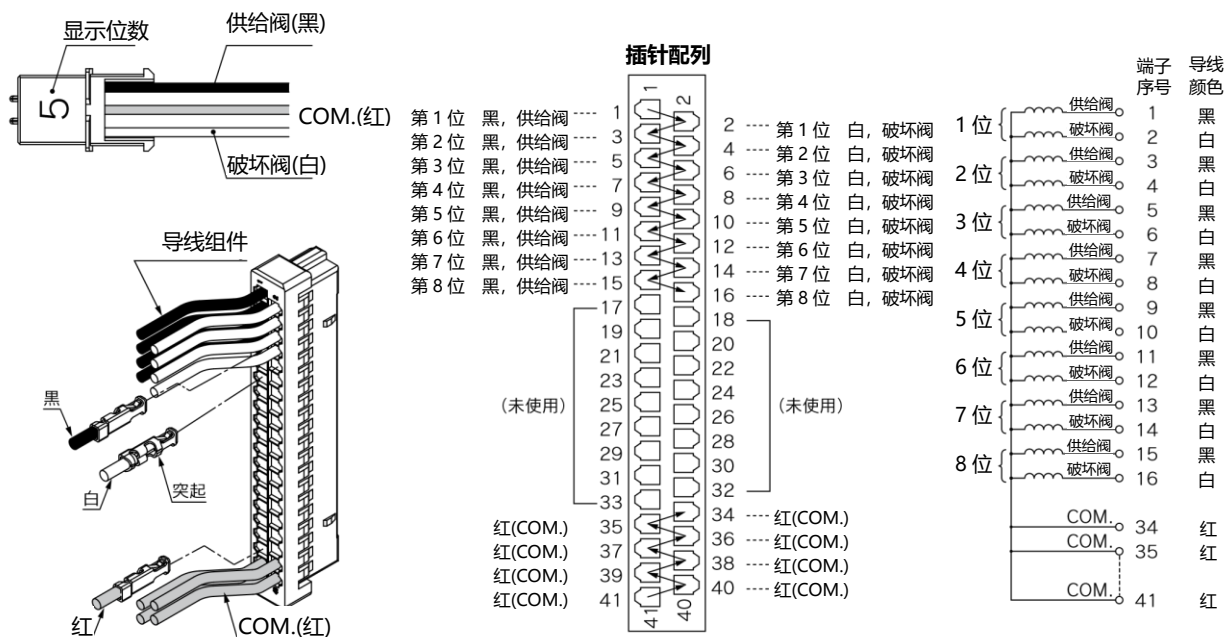 显示位数
供给阀(黑)
5
COM.(红)
破坏阀(白)
导线组件
黑
白
突起
红
COM.(红)
插针配列
1
2
第1位 黑，供给阀 1
2 第1位 白，破坏阀
第2位 黑，供给阀 3
4 第2位 白，破坏阀
第3位 黑，供给阀 5
6 第3位 白，破坏阀
第4位 黑，供给阀 7
8 第4位 白，破坏阀
第5位 黑，供给阀 9
10 第5位 白，破坏阀
第6位 黑，供给阀 11
12 第6位 白，破坏阀
第7位 黑，供给阀 13
14 第7位 白，破坏阀
第8位 黑，供给阀 15
16 第8位 白，破坏阀
17
18
19
20
21
22
23
24
(未使用) 25
26 (未使用)
27
28
29
30
31
32
33
34 红(COM.)
红(COM.) 35
36 红(COM.)
红(COM.) 37
38 红(COM.)
红(COM.) 39
40 红(COM.)
红(COM.) 41
41
40
端子序号 导线颜色
1位 供给阀 1 黑
破坏阀 2 白
2位 供给阀 3 黑
破坏阀 4 白
3位 供给阀 5 黑
破坏阀 6 白
4位 供给阀 7 黑
破坏阀 8 白
5位 供给阀 9 黑
破坏阀 10 白
6位 供给阀 11 黑
破坏阀 12 白
7位 供给阀 13 黑
破坏阀 14 白
8位 供给阀 15 黑
破坏阀 16 白
COM. 34 红
COM. 35 红
COM. 41 红